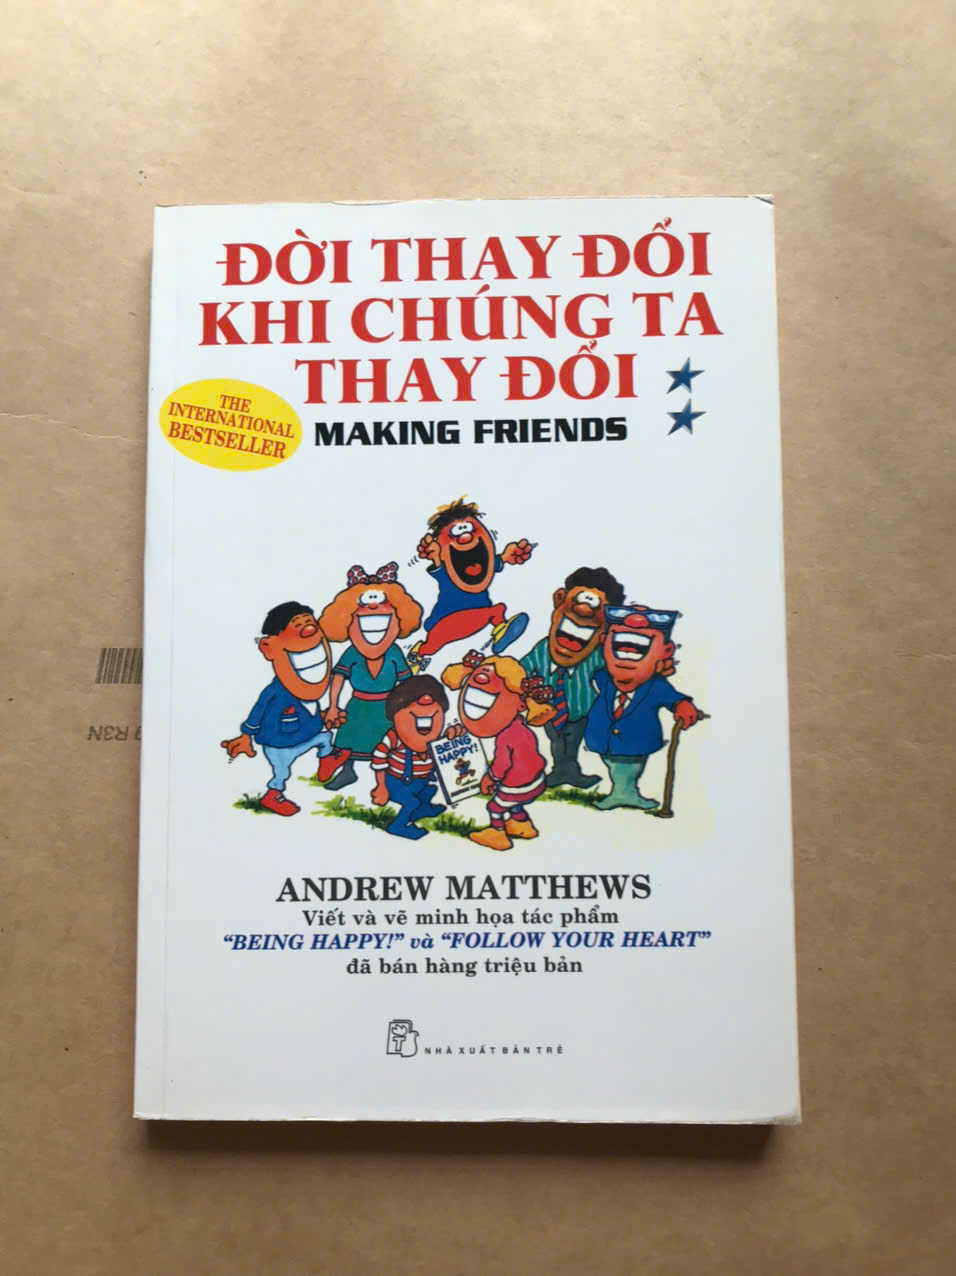 ĐỜI THAY ĐỔI
KHI CHÚNG TA
THAY ĐỔI
THE
INTERNATIONAL
BESTSELLER
MAKING FRIENDS
BEING
HAPPY!
ANDREW MATTHEWS
Viết và vẽ minh họa tác phẩm
“BEING HAPPY!” và “FOLLOW YOUR HEART”
đã bán hàng triệu bản
NHÀ XUẤT BẢN TRẺ
R3N